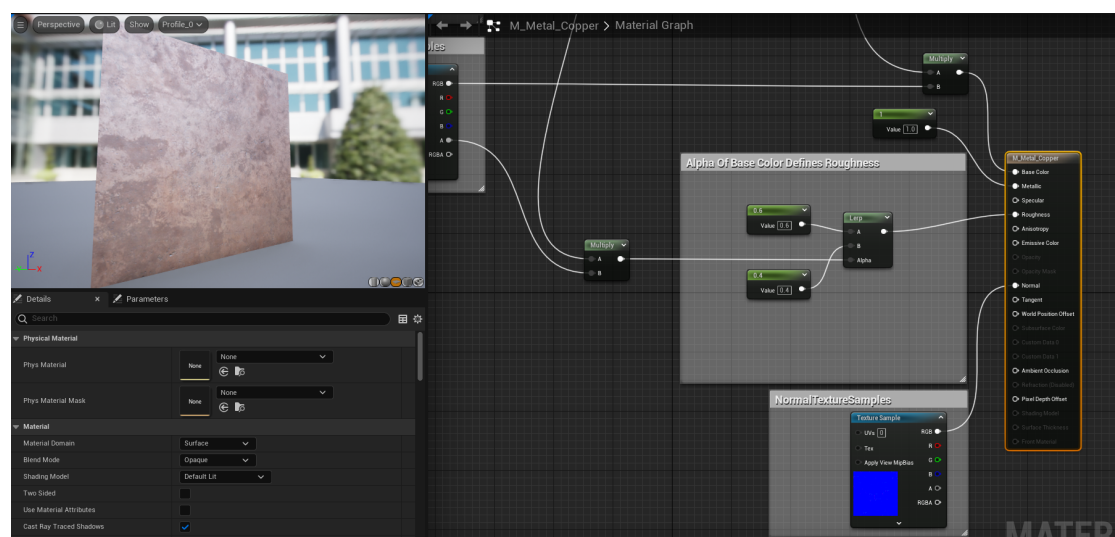 Perspective
Lit
Show
Profile_0
Z
X
M_Metal_Copper > Material Graph
RGB
R
G
B
A
RGBA
Multiply
A
B
1
Value 1.0
Multiply
A
B
Alpha Of Base Color Defines Roughness
0.6
Value 0.6
0.4
Value 0.4
Lerp
A
B
Alpha
NormalTextureSamples
Texture Sample
UVs 0
Tex
Apply View MipBias
RGB
R
G
B
A
RGBA
M_Metal_Copper
Base Color
Metallic
Specular
Roughness
Anisotropy
Emissive Color
Opacity
Opacity Mask
Normal
Tangent
World Position Offset
Subsurface Color
Custom Data 0
Custom Data 1
Ambient Occlusion
Refraction (Disabled)
Pixel Depth Offset
Shading Model
Surface Thickness
Front Material
MATER
Details
Parameters
Search
Physical Material
Phys Material
None
None
Phys Material Mask
None
None
Material
Material Domain
Surface
Blend Mode
Opaque
Shading Model
Default Lit
Two Sided
Use Material Attributes
Cast Ray Traced Shadows